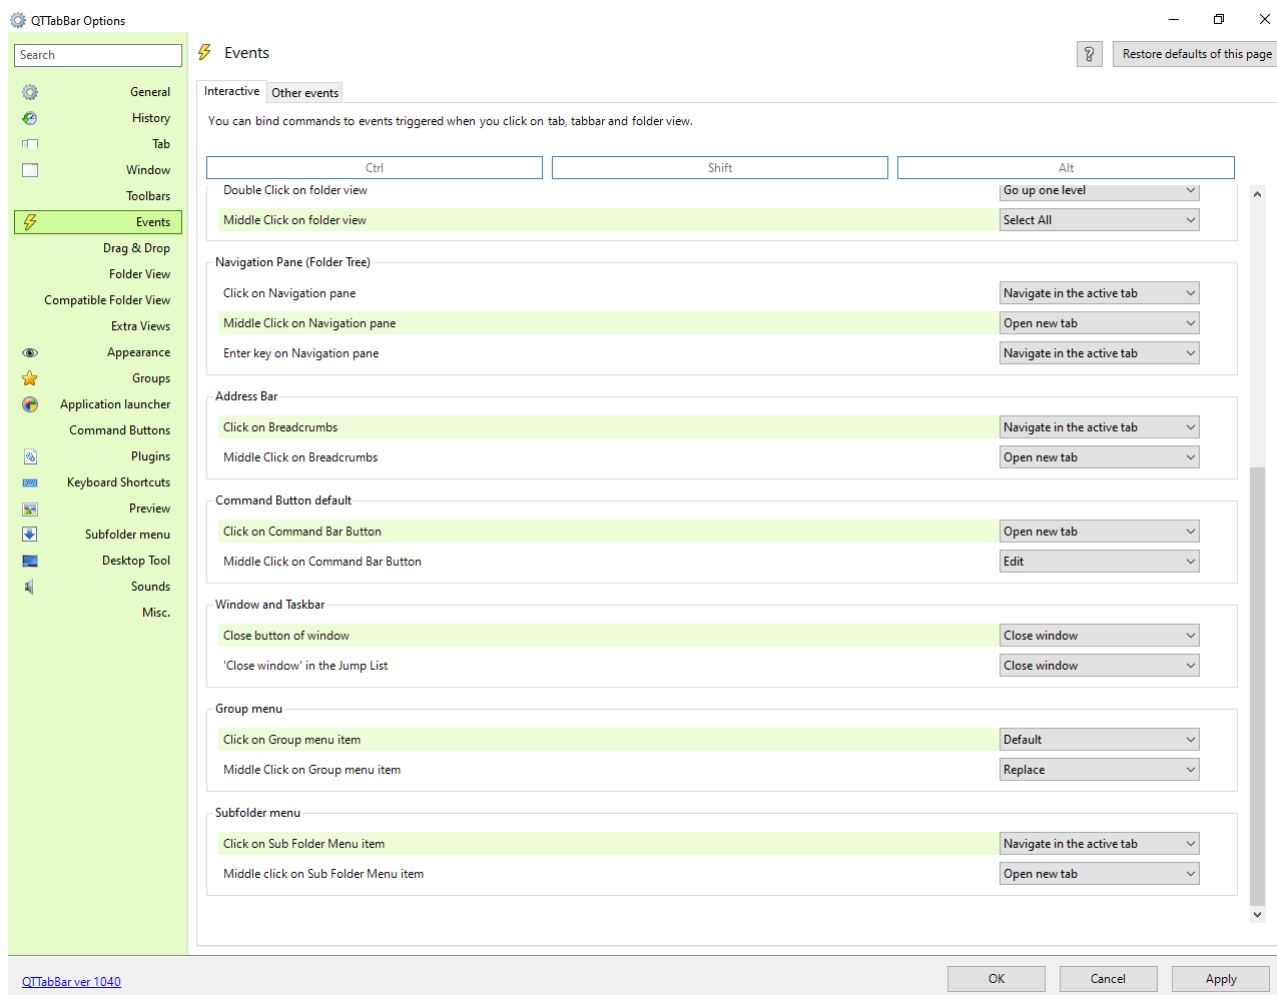 QTTabBar Options
Search
General
History
Tab
Window
Toolbars
Events
Drag & Drop
Folder View
Compatible Folder View
Extra Views
Appearance
Groups
Application launcher
Command Buttons
Plugins
Keyboard Shortcuts
Preview
Subfolder menu
Desktop Tool
Sounds
Misc.
Events
? Restore defaults of this page
Interactive Other events
You can bind commands to events triggered when you click on tab, tabbar and folder view.
Ctrl Shift Alt
Double Click on folder view Go up one level
Middle Click on folder view Select All
Navigation Pane (Folder Tree)
Click on Navigation pane Navigate in the active tab
Middle Click on Navigation pane Open new tab
Enter key on Navigation pane Navigate in the active tab
Address Bar
Click on Breadcrumbs Navigate in the active tab
Middle Click on Breadcrumbs Open new tab
Command Button default
Click on Command Bar Button Open new tab
Middle Click on Command Bar Button Edit
Window and Taskbar
Close button of window Close window
'Close window' in the Jump List Close window
Group menu
Click on Group menu item Default
Middle Click on Group menu item Replace
Subfolder menu
Click on Sub Folder Menu item Navigate in the active tab
Middle click on Sub Folder Menu item Open new tab
QTTabBar ver 1040
OK Cancel Apply